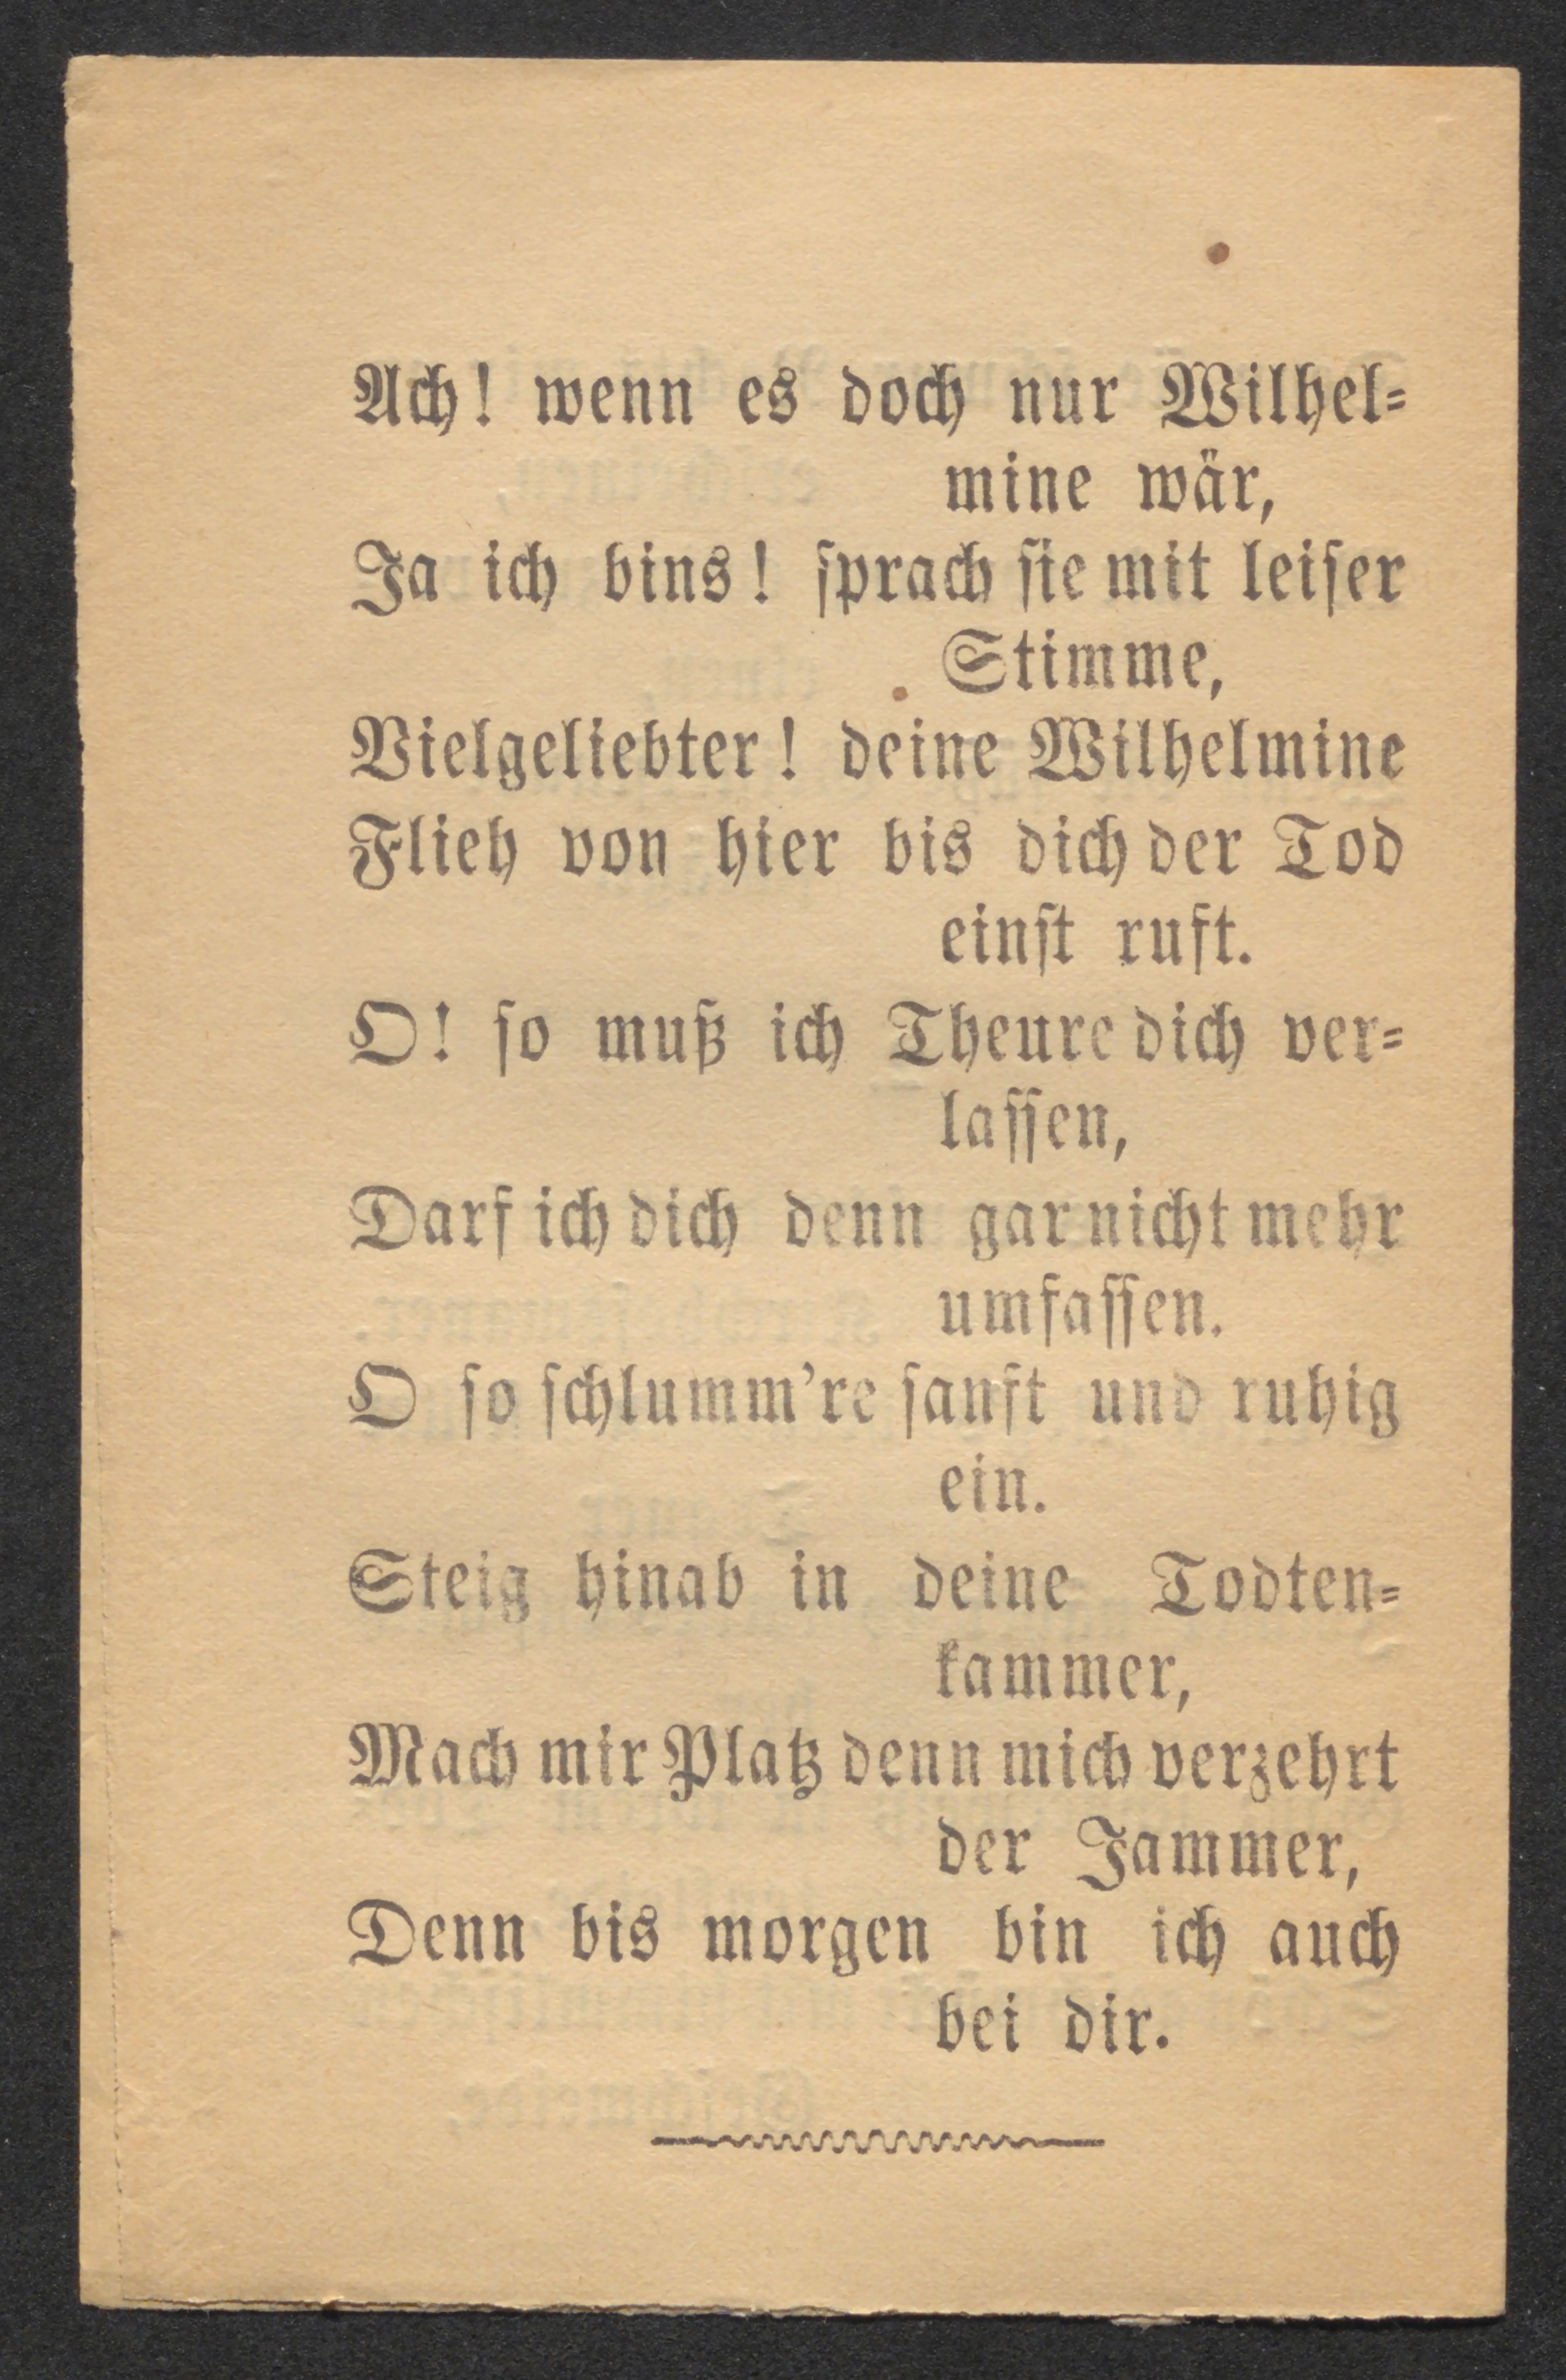 Ach! wenn es doch nur Wilhel=
mine wär,
Ja ich bins! ſprach ſie mit leiſer
Stimme,
Vielgeliebter! deine Wilhelmine
Flieh von hier bis dich der Tod
einſt ruft.
O! ſo muß ich Theure dich ver=
laſſen,
Darf ich dich denn gar nicht mehr
umfaſſen.
O ſo ſchlumm're ſanft und ruhig
ein.
Steig hinab in deine Todten=
kammer,
Mach mir Platz denn mich verzehrt
der Jammer,
Denn bis morgen bin ich auch
bei dir.